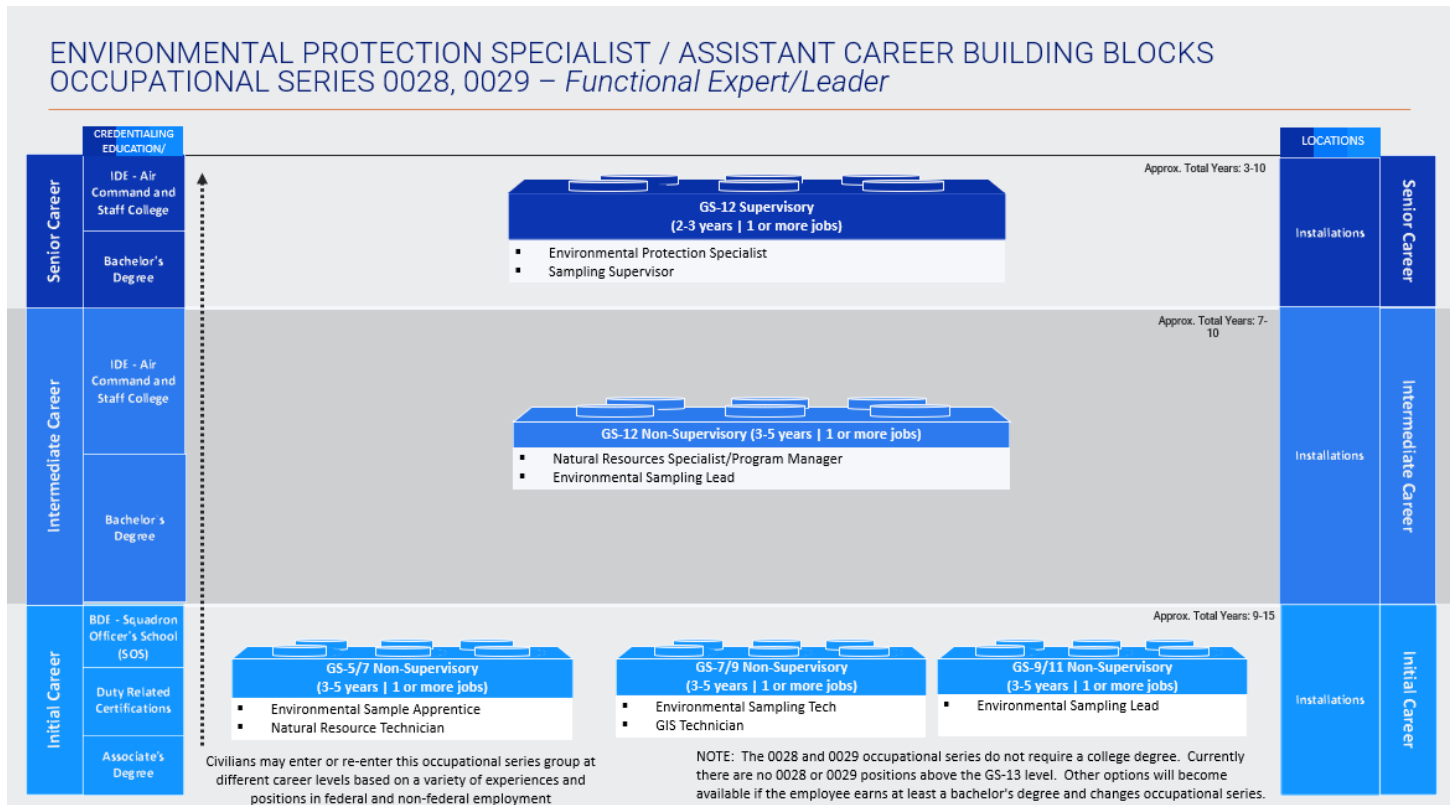 ENVIRONMENTAL PROTECTION SPECIALIST / ASSISTANT CAREER BUILDING BLOCKS
OCCUPATIONAL SERIES 0028, 0029 – Functional Expert/Leader
CREDENTIALING
EDUCATION/
LOCATIONS
Senior Career
IDE - Air
Command and
Staff College
Bachelor's
Degree
Approx. Total Years: 3-10
GS-12 Supervisory
(2-3 years | 1 or more jobs)
▪ Environmental Protection Specialist
▪ Sampling Supervisor
Installations
Senior Career
Intermediate Career
IDE - Air
Command and
Staff College
Bachelor's
Degree
Approx. Total Years: 7-
10
GS-12 Non-Supervisory (3-5 years | 1 or more jobs)
▪ Natural Resources Specialist/Program Manager
▪ Environmental Sampling Lead
Installations
Intermediate Career
Initial Career
BDE - Squadron
Officer's School
(SOS)
Duty Related
Certifications
Associate's
Degree
Approx. Total Years: 9-15
GS-5/7 Non-Supervisory
(3-5 years | 1 or more jobs)
▪ Environmental Sample Apprentice
▪ Natural Resource Technician
GS-7/9 Non-Supervisory
(3-5 years | 1 or more jobs)
▪ Environmental Sampling Tech
▪ GIS Technician
GS-9/11 Non-Supervisory
(3-5 years | 1 or more jobs)
▪ Environmental Sampling Lead
Installations
Initial Career
Civilians may enter or re-enter this occupational series group at
different career levels based on a variety of experiences and
positions in federal and non-federal employment
NOTE: The 0028 and 0029 occupational series do not require a college degree. Currently
there are no 0028 or 0029 positions above the GS-13 level. Other options will become
available if the employee earns at least a bachelor's degree and changes occupational series.